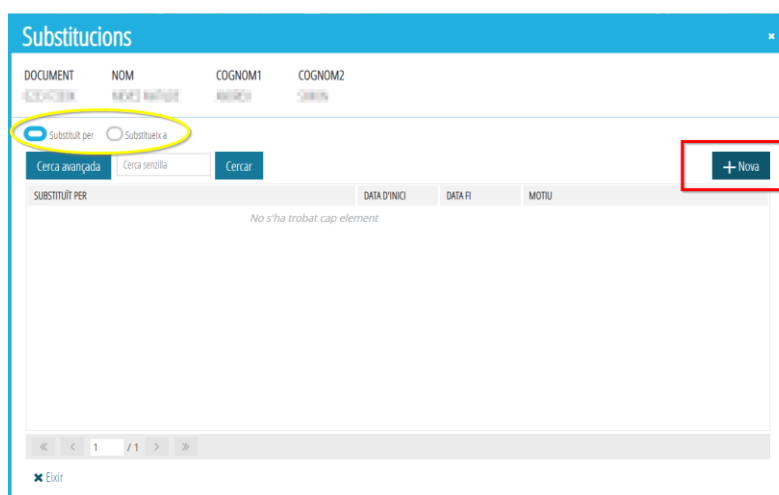 Substitucions
DOCUMENT NOM COGNOM1 COGNOM2
Substituït per Substitueix a
Cerca avançada Cerca senzilla Cercar + Nova
SUBSTITUÏT PER DATA D'INICI DATA FI MOTIU
No s'ha trobat cap element
« < 1 / 1 > »
Eixir